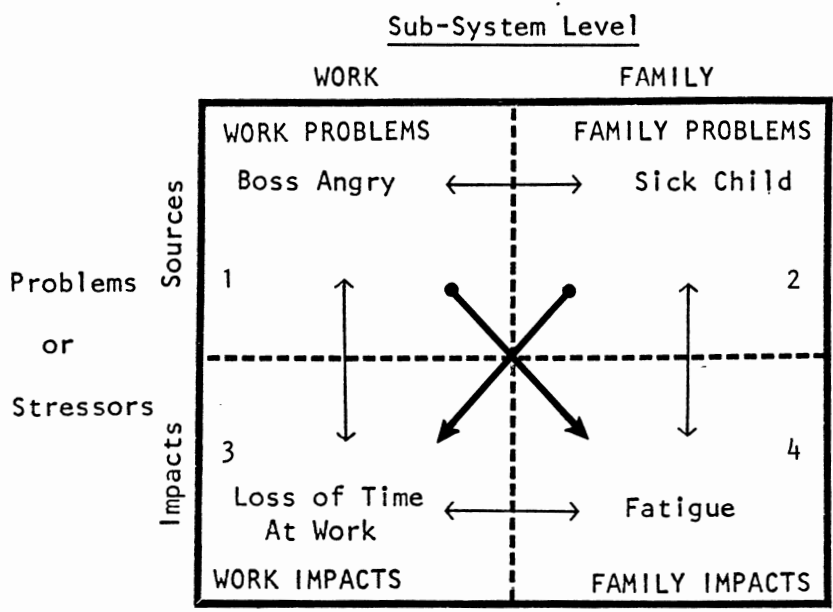 Sub-System Level
WORK
FAMILY
WORK PROBLEMS
FAMILY PROBLEMS
Boss Angry
Sick Child
Sources
1
2
Problems
or
Stressors
Impacts
3
4
Loss of Time
At Work
Fatigue
WORK IMPACTS
FAMILY IMPACTS